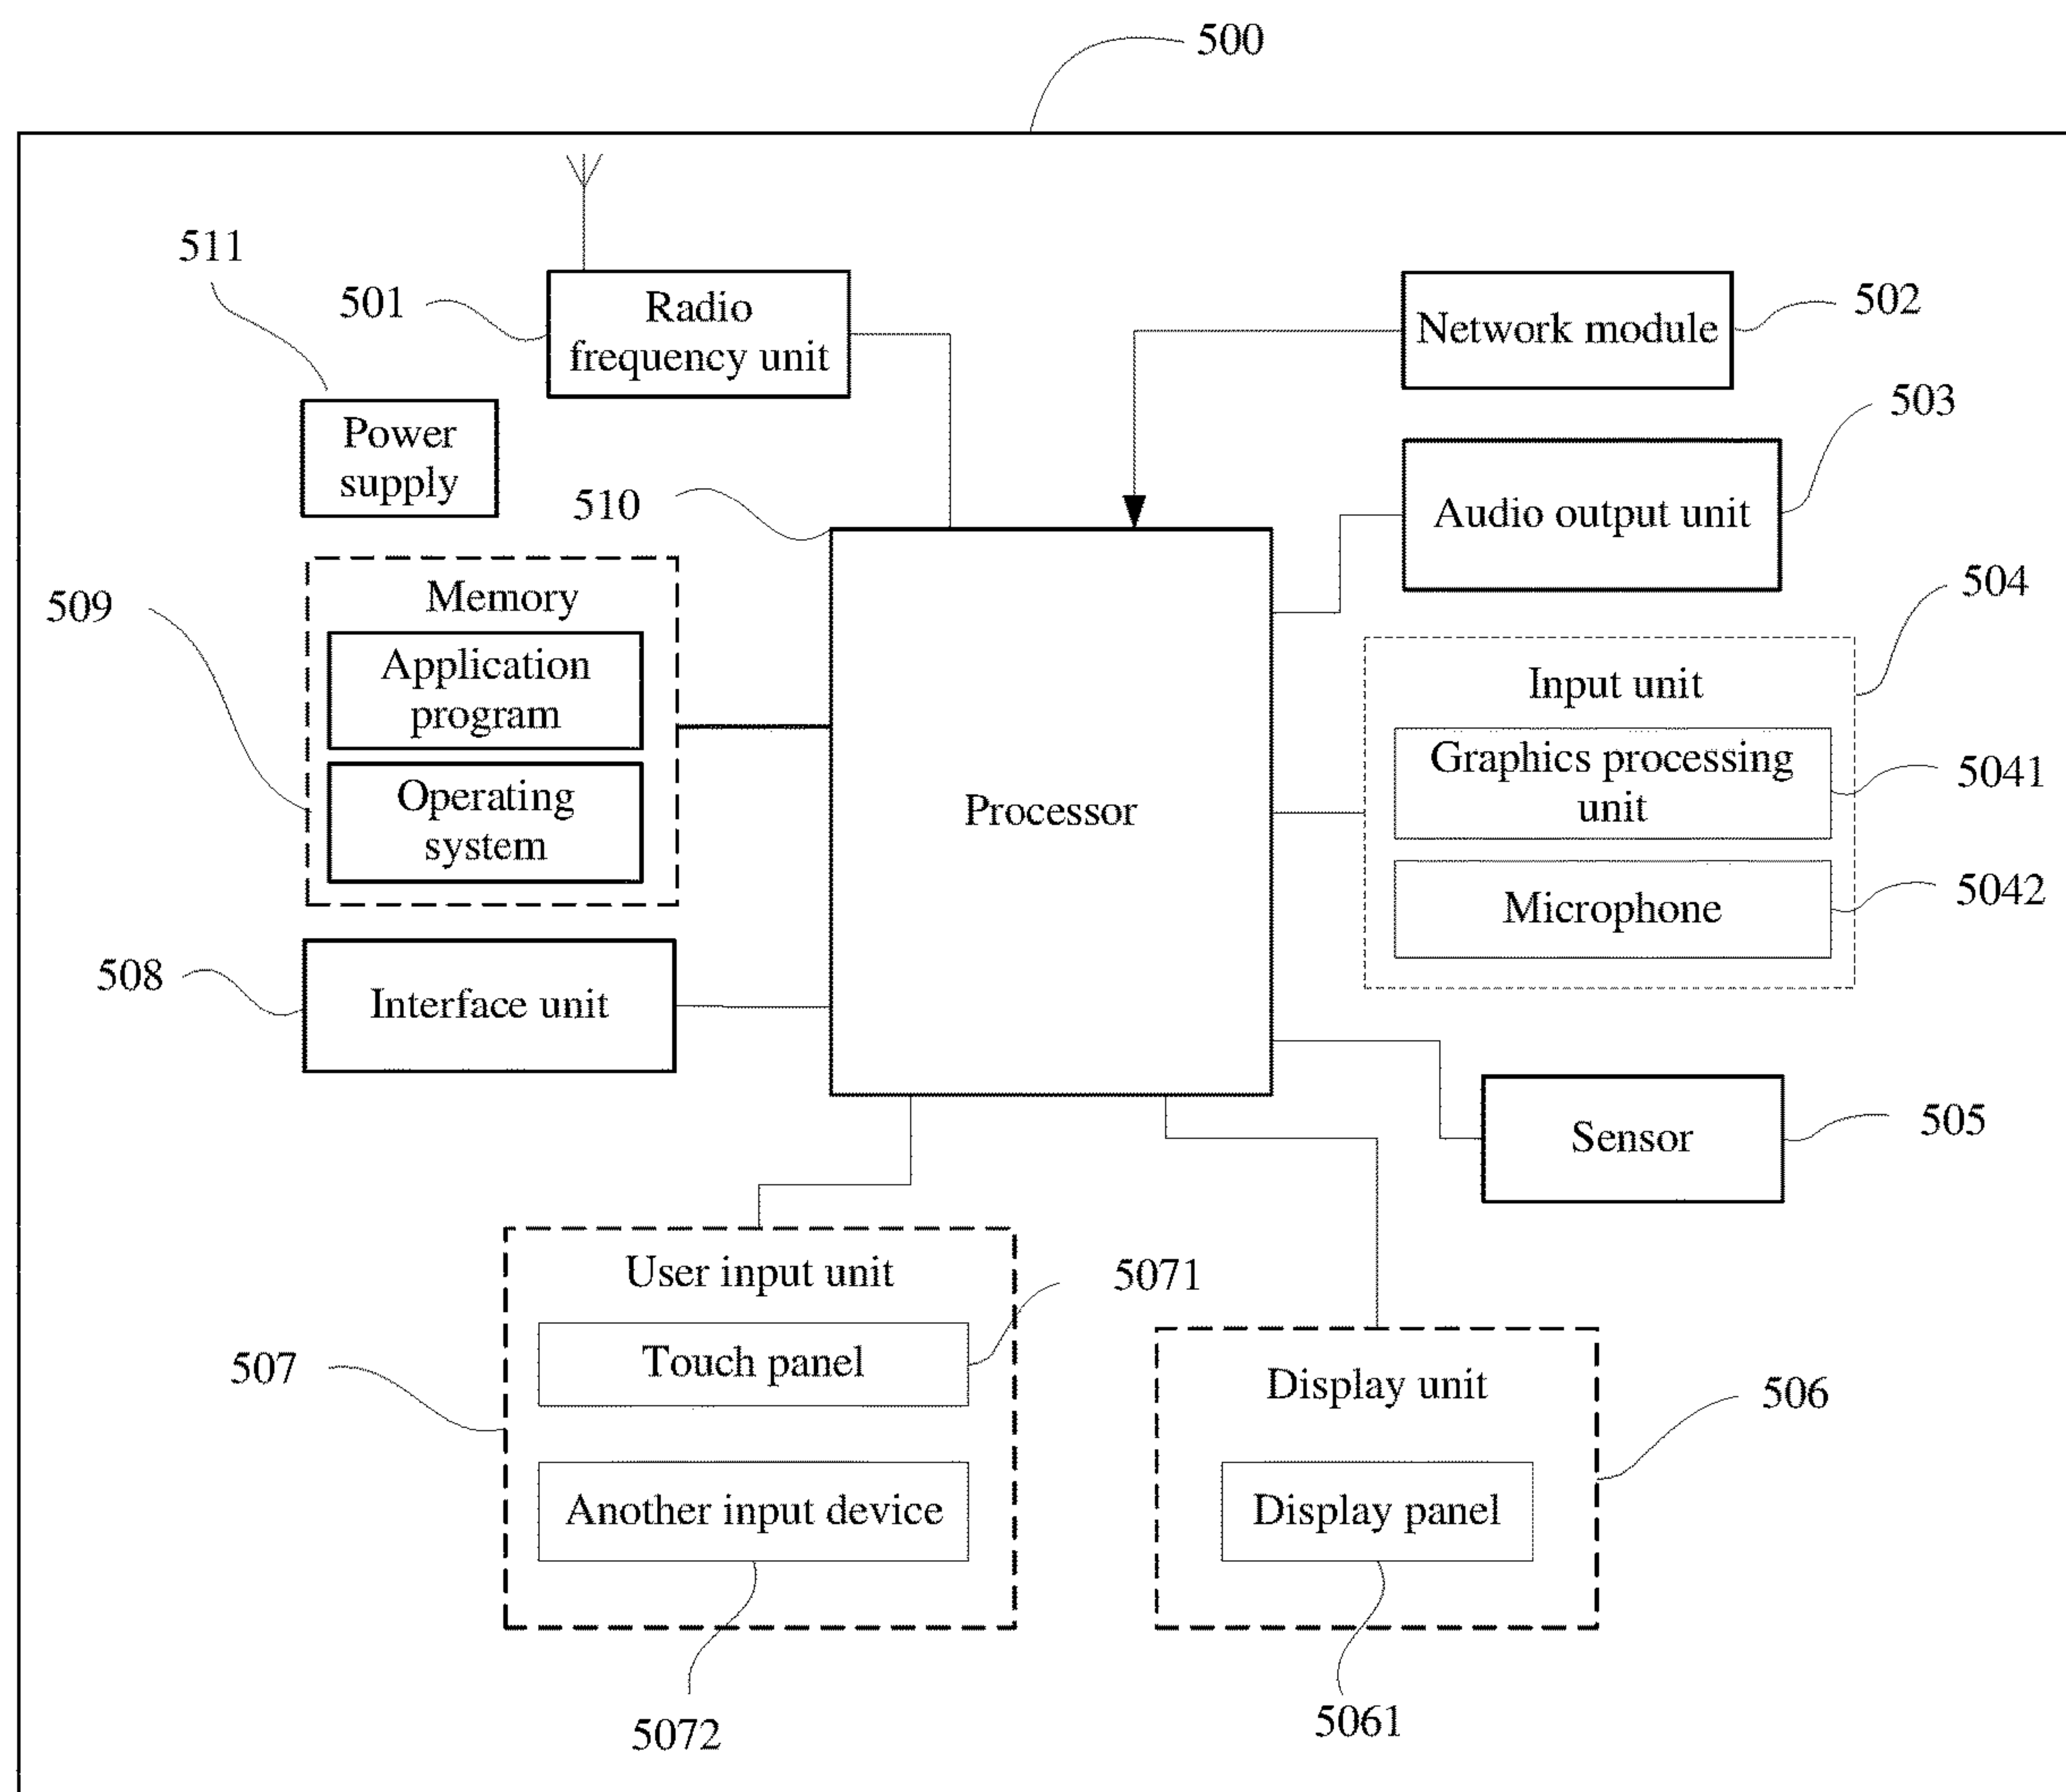 500
511
501
Radio
frequency unit
Network module
502
Power
supply
503
Audio output unit
510
509
Memory
Application
program
Operating
system
Processor
504
Input unit
Graphics processing
unit
5041
Microphone
5042
508
Interface unit
Sensor
505
User input unit
5071
507
Touch panel
Another input device
5072
Display unit
506
Display panel
5061